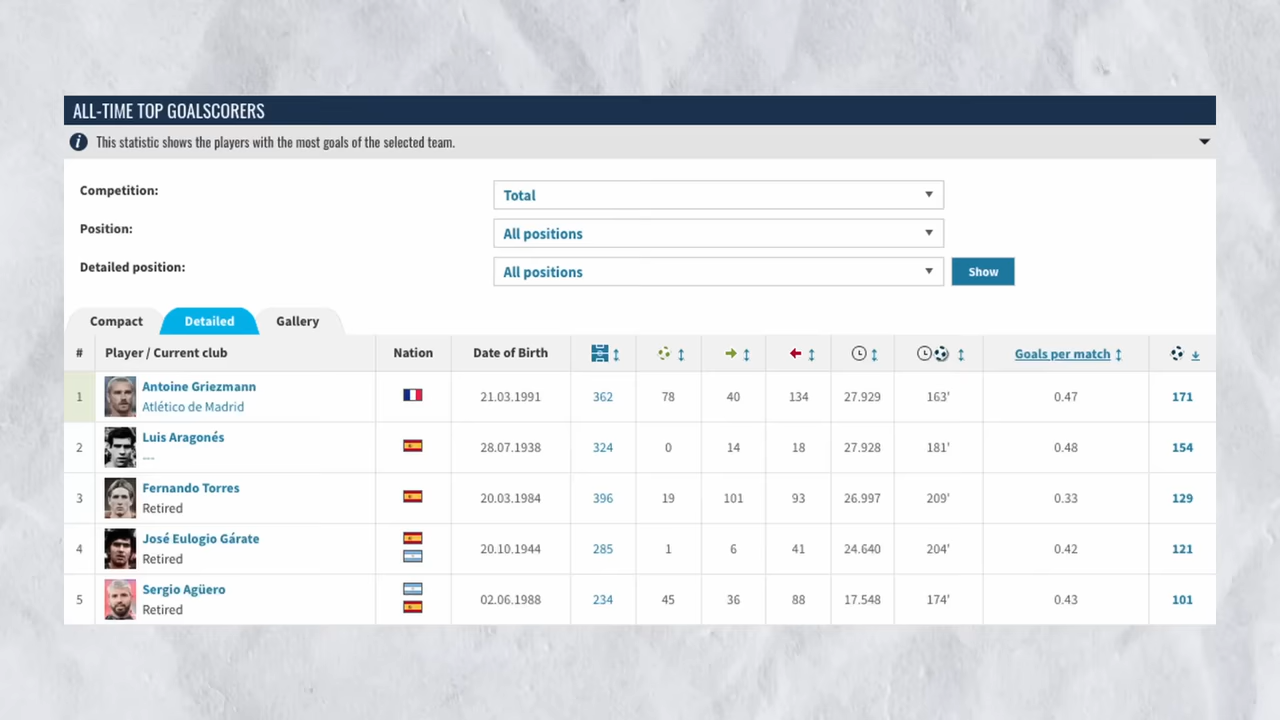 ALL-TIME TOP GOALSCORERS
i This statistic shows the players with the most goals of the selected team.
Competition: Total
Position: All positions
Detailed position: All positions Show
Compact Detailed Gallery
# Player / Current club Nation Date of Birth Goals per match
1 Antoine Griezmann 21.03.1991 362 78 40 134 27.929 163' 0.47 171
Atlético de Madrid
2 Luis Aragonés 28.07.1938 324 0 14 18 27.928 181' 0.48 154
---
3 Fernando Torres 20.03.1984 396 19 101 93 26.997 209' 0.33 129
Retired
4 José Eulogio Gárate 20.10.1944 285 1 6 41 24.640 204' 0.42 121
Retired
5 Sergio Agüero 02.06.1988 234 45 36 88 17.548 174' 0.43 101
Retired